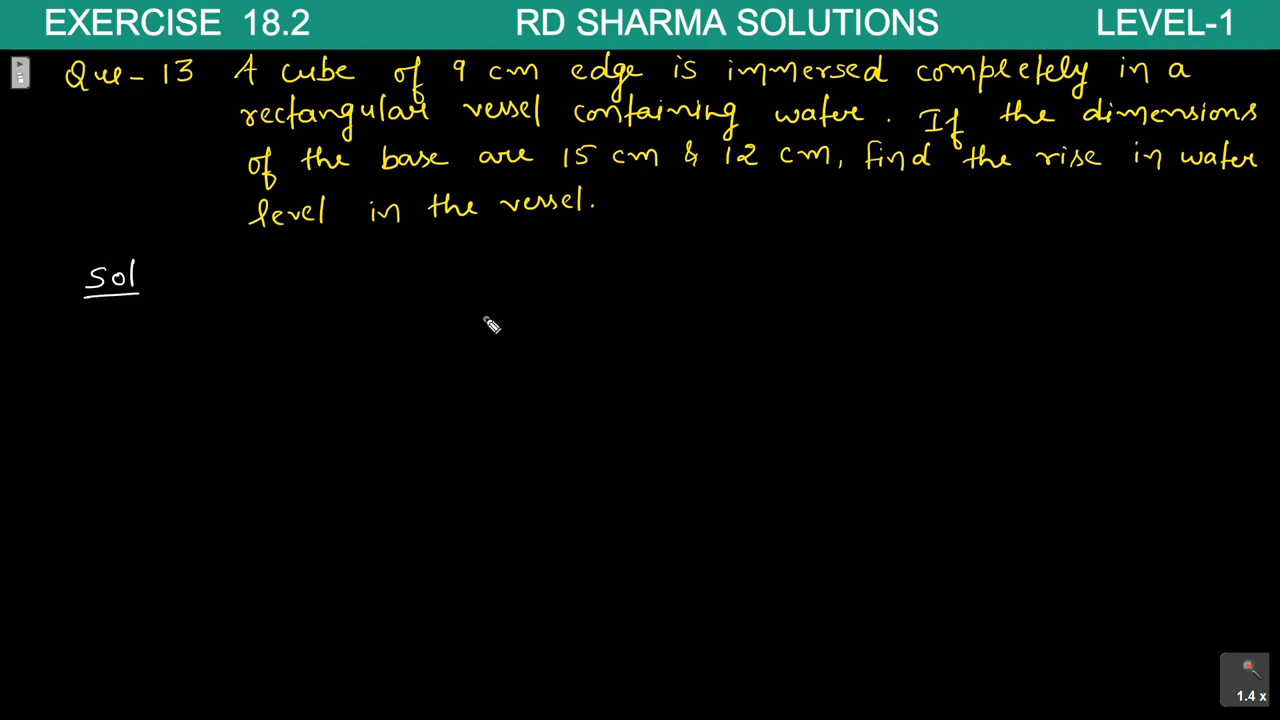 EXERCISE 18.2 RD SHARMA SOLUTIONS LEVEL-1
Que-13 A cube of 9 cm edge is immersed completely in a
rectangular vessel containing water. If the dimensions
of the base are 15 cm & 12 cm, find the rise in water
level in the vessel.
Sol
1.4 x